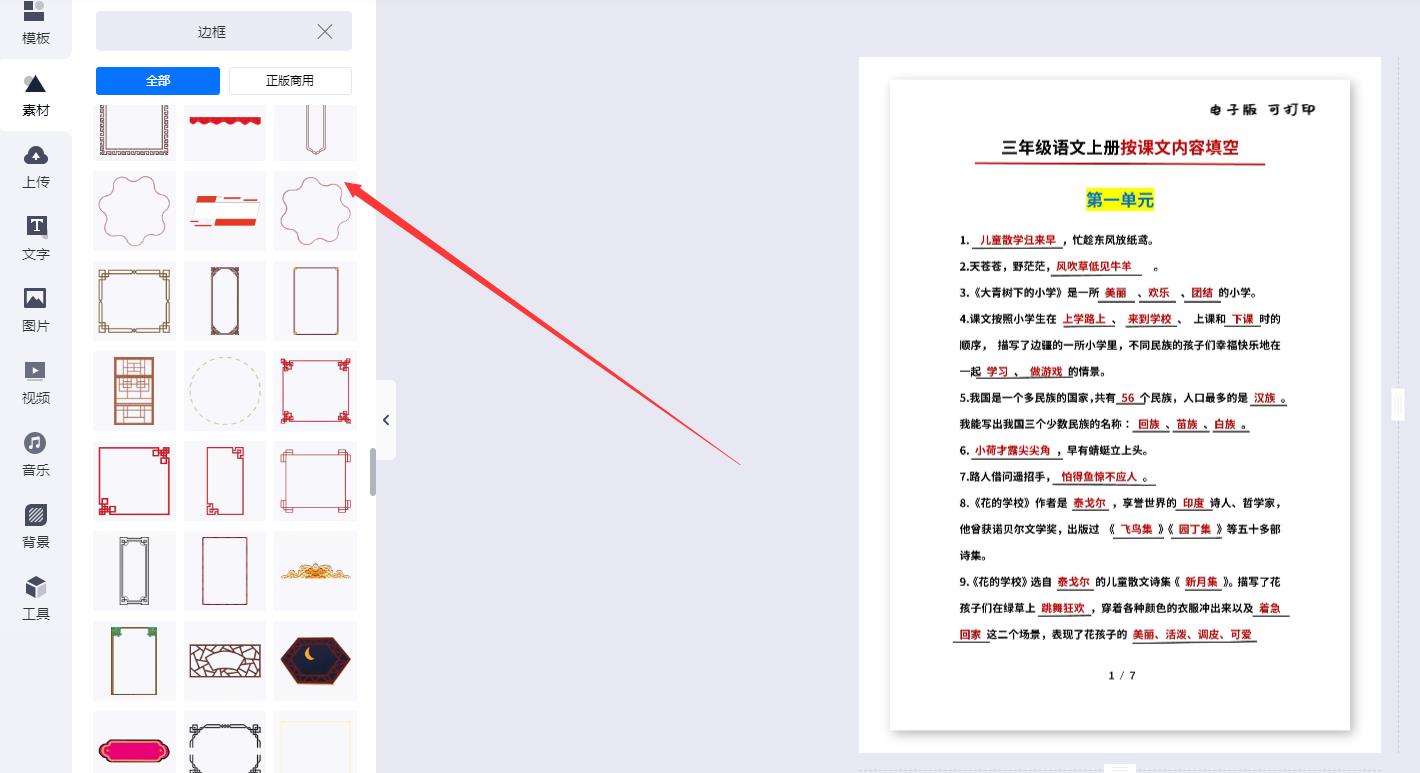 模板
素材
上传
文字
图片
视频
音乐
背景
工具
边框
全部
正版商用
电子版 可打印
三年级语文上册按课文内容填空
第一单元
1. 儿童散学归来早 ，忙趁东风放纸鸢。
2.天苍苍，野茫茫，风吹草低见牛羊 。
3.《大青树下的小学》是一所 美丽 、欢乐 、团结 的小学。
4.课文按照小学生在 上学路上 、 来到学校 、 上课和 下课 时的
顺序， 描写了边疆的一所小学里，不同民族的孩子们幸福快乐地在
一起 学习 、 做游戏 的情景。
5.我国是一个多民族的国家,共有 56 个民族，人口最多的是 汉族 。
我能写出我国三个少数民族的名称： 回族 、苗族 、白族 。
6. 小荷才露尖尖角 ，早有蜻蜓立上头。
7.路人借问遥招手， 怕得鱼惊不应人 。
8.《花的学校》作者是 泰戈尔 ，享誉世界的 印度 诗人、哲学家，
他曾获诺贝尔文学奖，出版过 《 飞鸟集 》《 园丁集 》等五十多部
诗集。
9.《花的学校》选自 泰戈尔 的儿童散文诗集《 新月集 》。描写了花
孩子们在绿草上 跳舞狂欢 ，穿着各种颜色的衣服冲出来以及 着急
回家 这二个场景，表现了花孩子的 美丽、活泼、调皮、可爱
1 / 7